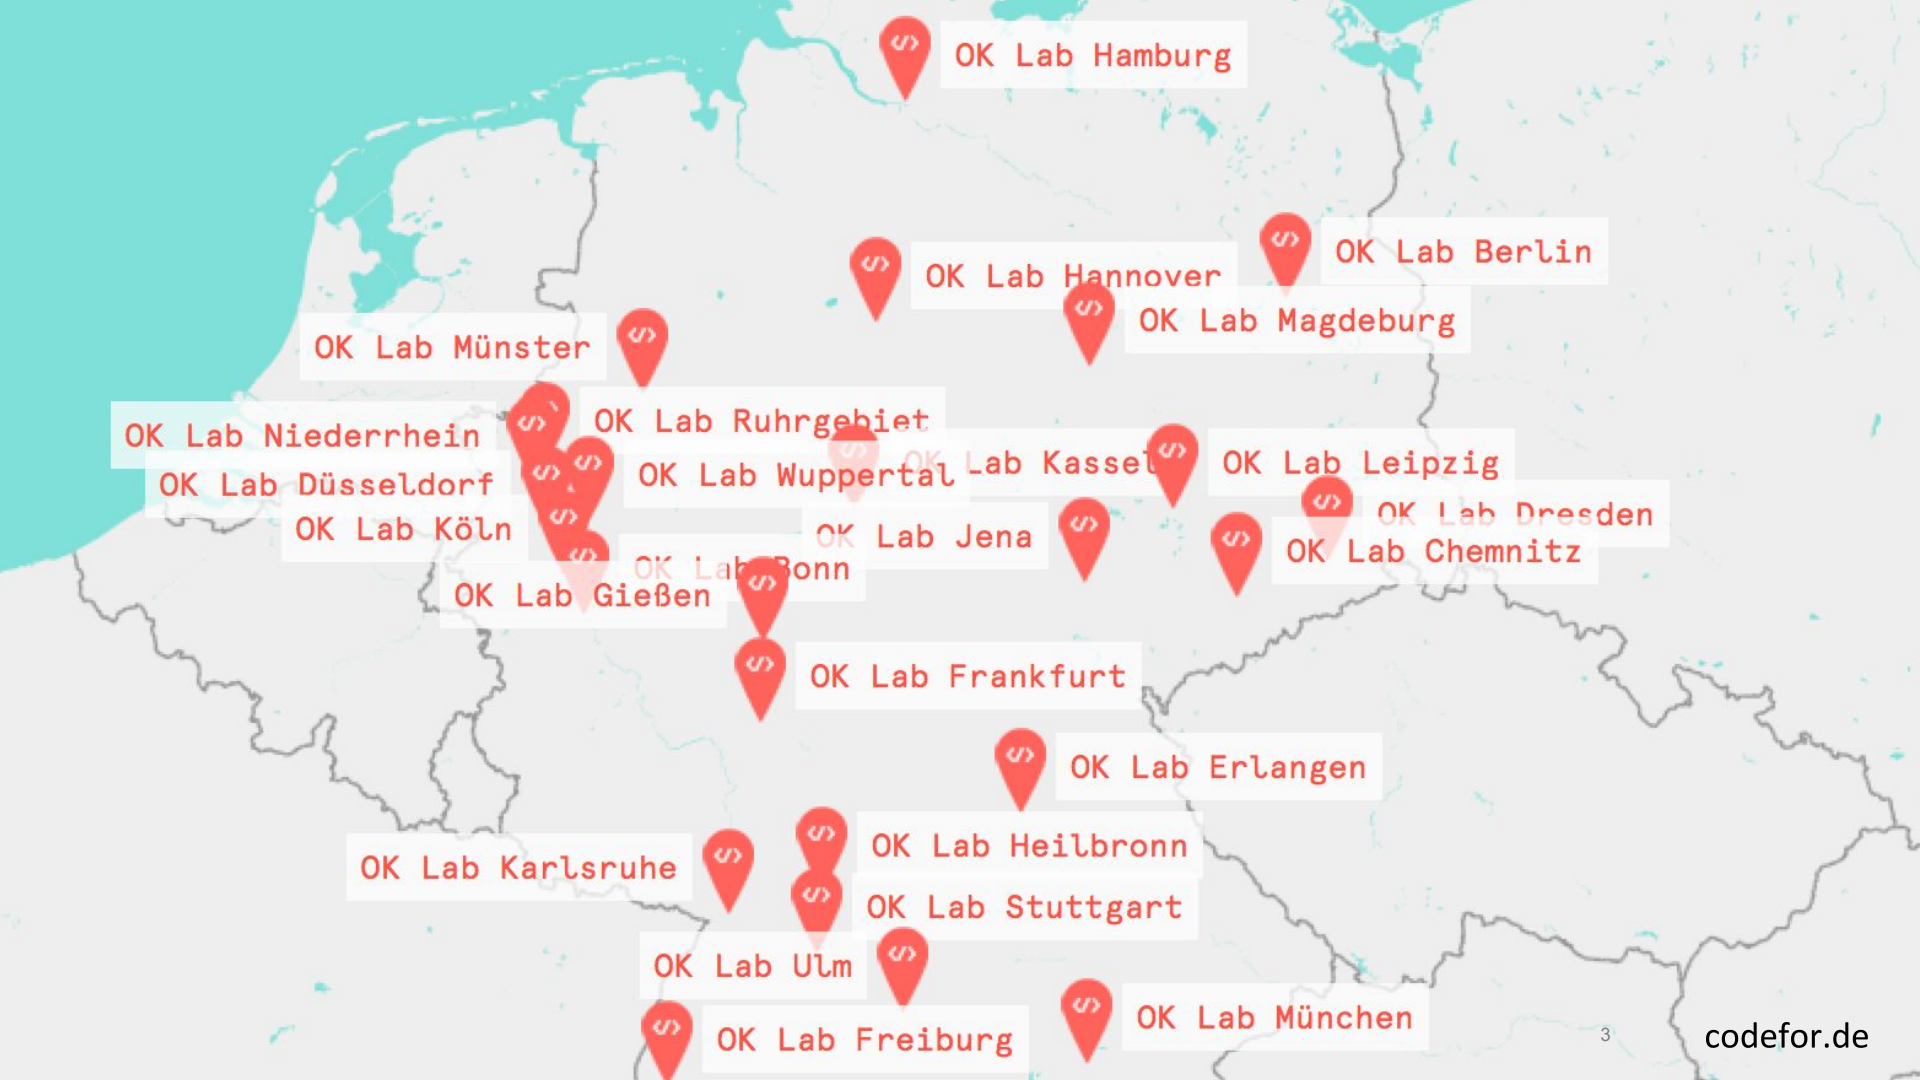 OK Lab Hamburg
OK Lab Berlin
OK Lab Hannover
OK Lab Magdeburg
OK Lab Münster
OK Lab Ruhrgebiet
OK Lab Niederrhein
OK Lab Kassel
OK Lab Leipzig
OK Lab Wuppertal
OK Lab Düsseldorf
OK Lab Dresden
OK Lab Köln
OK Lab Jena
OK Lab Chemnitz
OK Lab Bonn
OK Lab Gießen
OK Lab Frankfurt
OK Lab Erlangen
OK Lab Heilbronn
OK Lab Karlsruhe
OK Lab Stuttgart
OK Lab Ulm
OK Lab München
OK Lab Freiburg
3
codefor.de